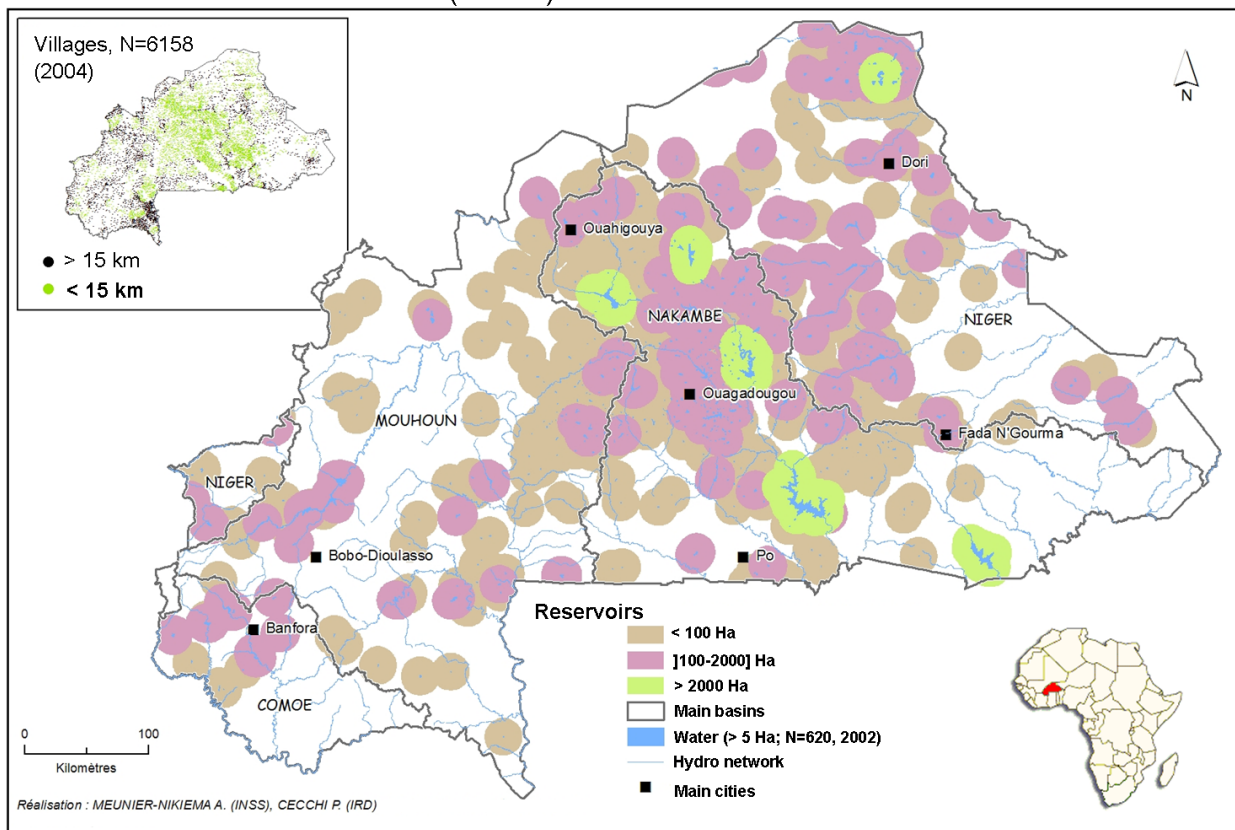 Villages, N=6158
(2004)
> 15 km
< 15 km
N
Dori
Ouahigouya
NAKAMBE
NIGER
Ouagadougou
MOUHOUN
Fada N'Gourma
NIGER
Bobo-Dioulasso
Po
Banfora
COMOE
Reservoirs
< 100 Ha
]100-2000] Ha
> 2000 Ha
Main basins
Water (> 5 Ha; N=620, 2002)
Hydro network
Main cities
0 100
Kilomètres
Réalisation : MEUNIER-NIKIEMA A. (INSS), CECCHI P. (IRD)